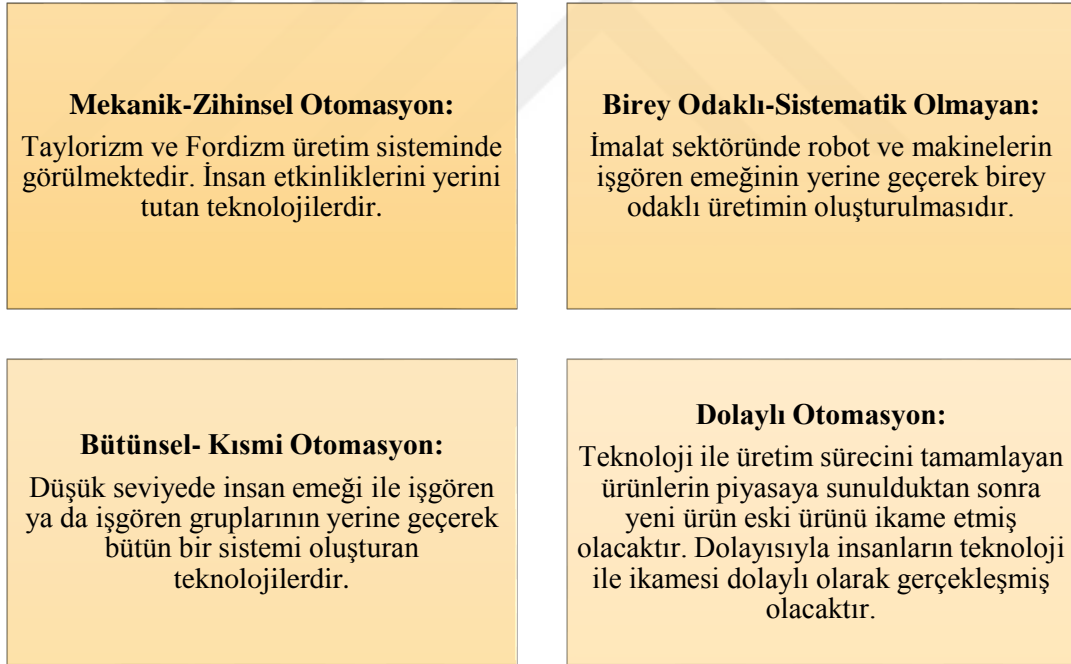 Mekanik-Zihinsel Otomasyon:
Taylorizm ve Fordizm üretim sisteminde
görülmektedir. İnsan etkinliklerini yerini
tutan teknolojilerdir.
Birey Odaklı-Sistematik Olmayan:
İmalat sektöründe robot ve makinelerin
işgören emeğinin yerine geçerek birey
odaklı üretimin oluşturulmasıdır.
Bütünsel- Kısmi Otomasyon:
Düşük seviyede insan emeği ile işgören
ya da işgören gruplarının yerine geçerek
bütün bir sistemi oluşturan
teknolojilerdir.
Dolaylı Otomasyon:
Teknoloji ile üretim sürecini tamamlayan
ürünlerin piyasaya sunulduktan sonra
yeni ürün eski ürünü ikame etmiş
olacaktır. Dolayısıyla insanların teknoloji
ile ikamesi dolaylı olarak gerçekleşmiş
olacaktır.